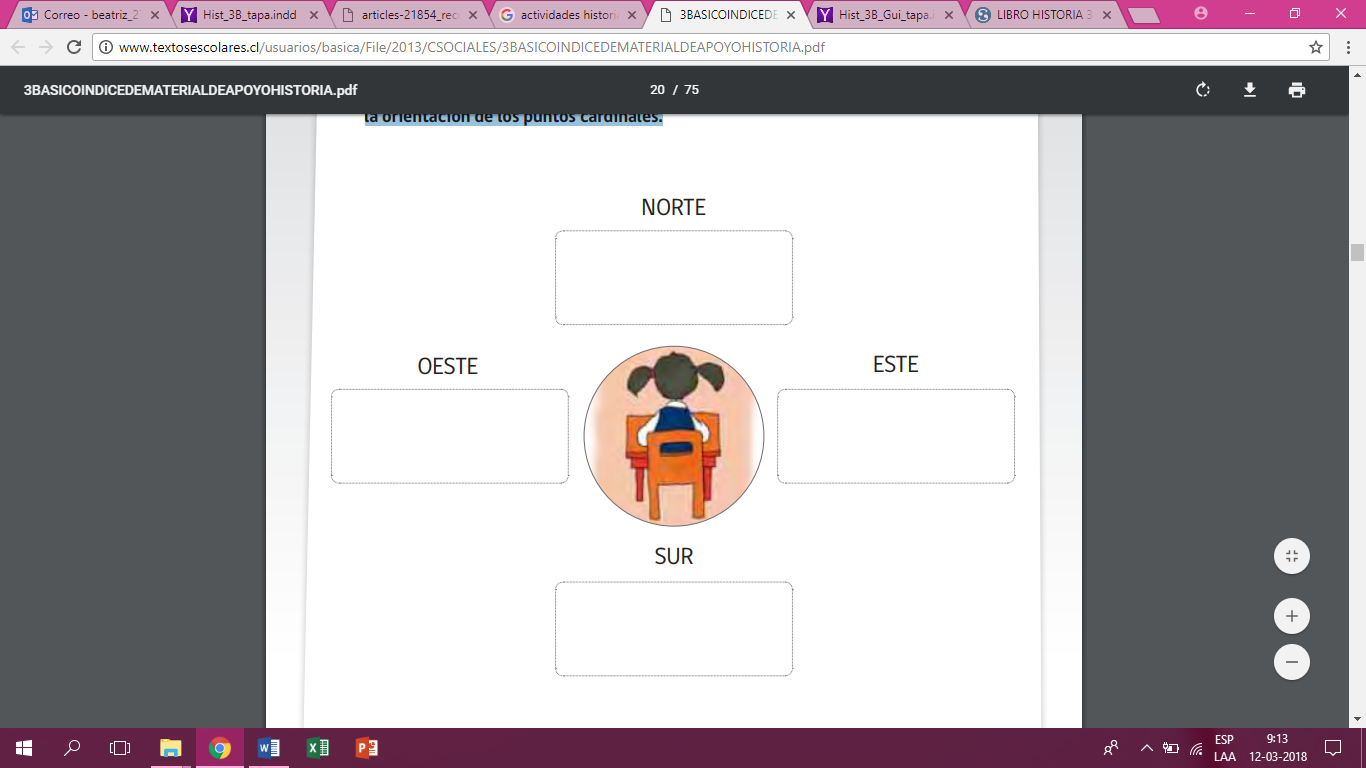 Correo - beatriz_2
Hist_3B_tapa.indd
articles-21854_rec
actividades histori
3BASICOINDICEDE
Hist_3B_Gui_tapa.i
LIBRO HISTORIA 3
www.textosescolares.cl/usuarios/basica/File/2013/CSOCIALES/3BASICOINDICEDEMATERIALDEAPOYOHISTORIA.pdf
3BASICOINDICEDEMATERIALDEAPOYOHISTORIA.pdf
20 / 75
la orientación de los puntos cardinales.
NORTE
OESTE
ESTE
SUR
ESP
LAA
9:13
12-03-2018